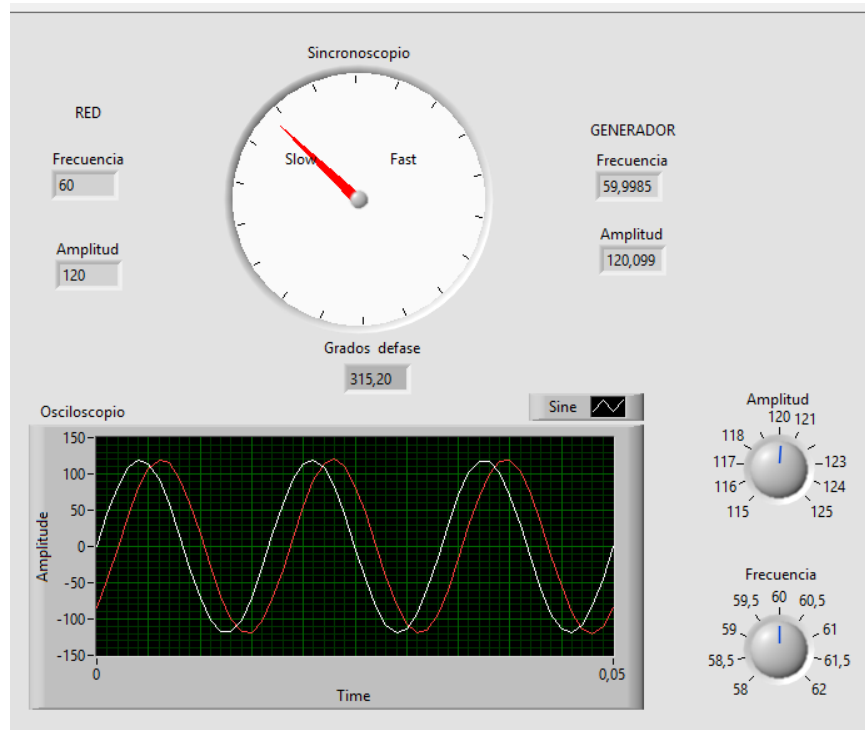 Sincronoscopio
RED
GENERADOR
Frecuencia
60
Slow Fast
Frecuencia
59,9985
Amplitud
120
Amplitud
120,099
Grados defase
315,20
Osciloscopio
Sine
150
100
50
0
-50
-100
-150
Amplitude
0
0,05
Time
Amplitud
120 121
118
117 123
116 124
115 125
Frecuencia
60
59,5 60,5
59 61
58,5 61,5
58 62